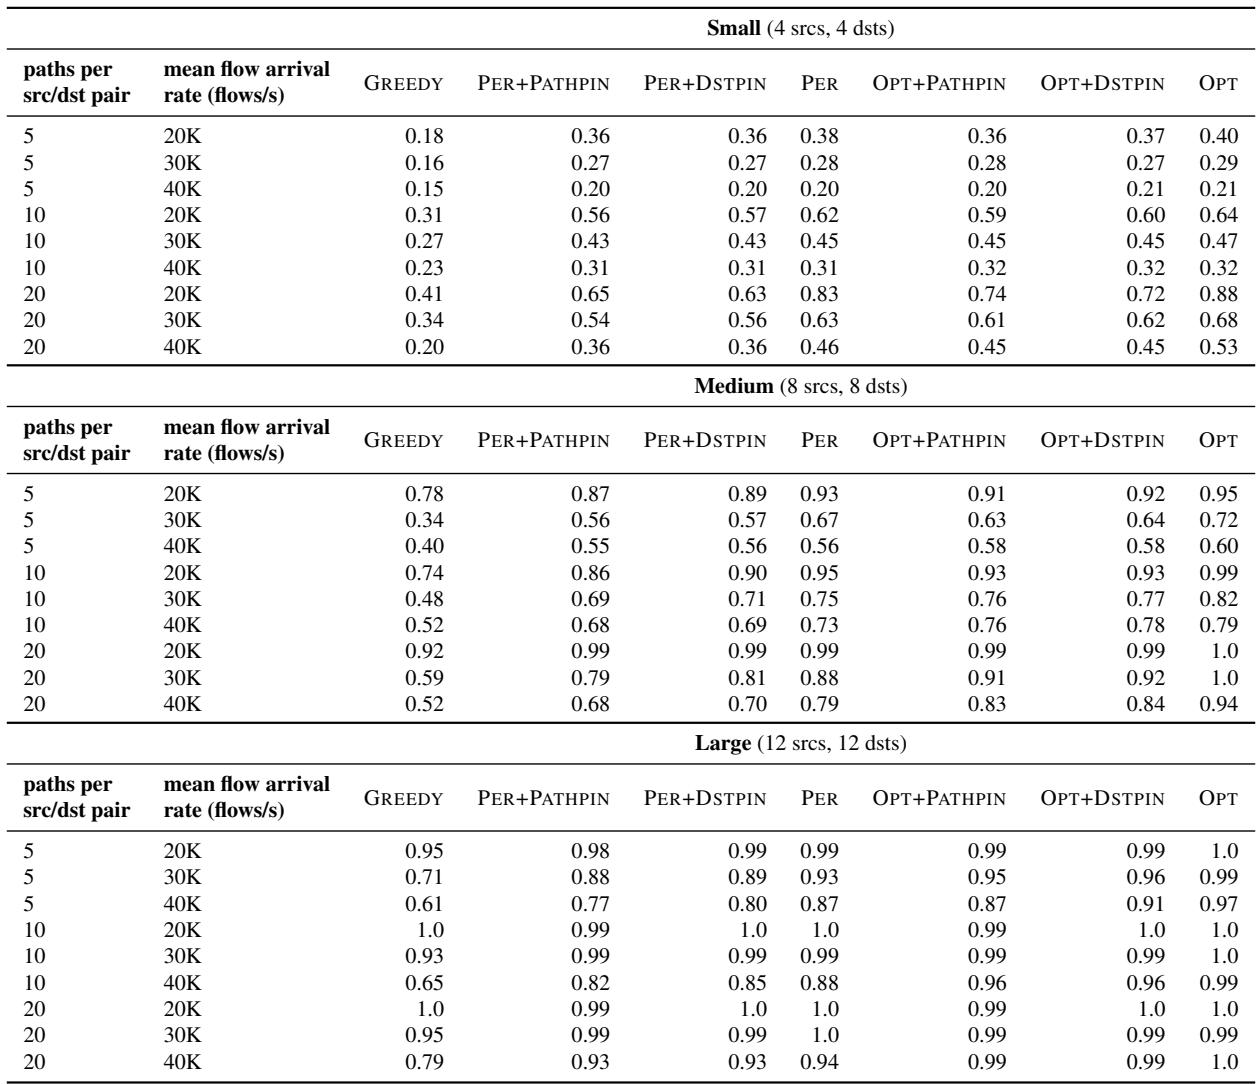 Small (4 srcs, 4 dsts)
paths per src/dst pair mean flow arrival rate (flows/s) GREEDY PER+PATHPIN PER+DSTPIN PER OPT+PATHPIN OPT+DSTPIN OPT
5 20K 0.18 0.36 0.36 0.38 0.36 0.37 0.40
5 30K 0.16 0.27 0.27 0.28 0.28 0.27 0.29
5 40K 0.15 0.20 0.20 0.20 0.20 0.21 0.21
10 20K 0.31 0.56 0.57 0.62 0.59 0.60 0.64
10 30K 0.27 0.43 0.43 0.45 0.45 0.45 0.47
10 40K 0.23 0.31 0.31 0.31 0.32 0.32 0.32
20 20K 0.41 0.65 0.63 0.83 0.74 0.72 0.88
20 30K 0.34 0.54 0.56 0.63 0.61 0.62 0.68
20 40K 0.20 0.36 0.36 0.46 0.45 0.45 0.53
Medium (8 srcs, 8 dsts)
paths per src/dst pair mean flow arrival rate (flows/s) GREEDY PER+PATHPIN PER+DSTPIN PER OPT+PATHPIN OPT+DSTPIN OPT
5 20K 0.78 0.87 0.89 0.93 0.91 0.92 0.95
5 30K 0.34 0.56 0.57 0.67 0.63 0.64 0.72
5 40K 0.40 0.55 0.56 0.56 0.58 0.58 0.60
10 20K 0.74 0.86 0.90 0.95 0.93 0.93 0.99
10 30K 0.48 0.69 0.71 0.75 0.76 0.77 0.82
10 40K 0.52 0.68 0.69 0.73 0.76 0.78 0.79
20 20K 0.92 0.99 0.99 0.99 0.99 0.99 1.0
20 30K 0.59 0.79 0.81 0.88 0.91 0.92 1.0
20 40K 0.52 0.68 0.70 0.79 0.83 0.84 0.94
Large (12 srcs, 12 dsts)
paths per src/dst pair mean flow arrival rate (flows/s) GREEDY PER+PATHPIN PER+DSTPIN PER OPT+PATHPIN OPT+DSTPIN OPT
5 20K 0.95 0.98 0.99 0.99 0.99 0.99 1.0
5 30K 0.71 0.88 0.89 0.93 0.95 0.96 0.99
5 40K 0.61 0.77 0.80 0.87 0.87 0.91 0.97
10 20K 1.0 0.99 1.0 1.0 0.99 1.0 1.0
10 30K 0.93 0.99 0.99 0.99 0.99 0.99 1.0
10 40K 0.65 0.82 0.85 0.88 0.96 0.96 0.99
20 20K 1.0 0.99 1.0 1.0 0.99 1.0 1.0
20 30K 0.95 0.99 0.99 1.0 0.99 0.99 0.99
20 40K 0.79 0.93 0.93 0.94 0.99 0.99 1.0